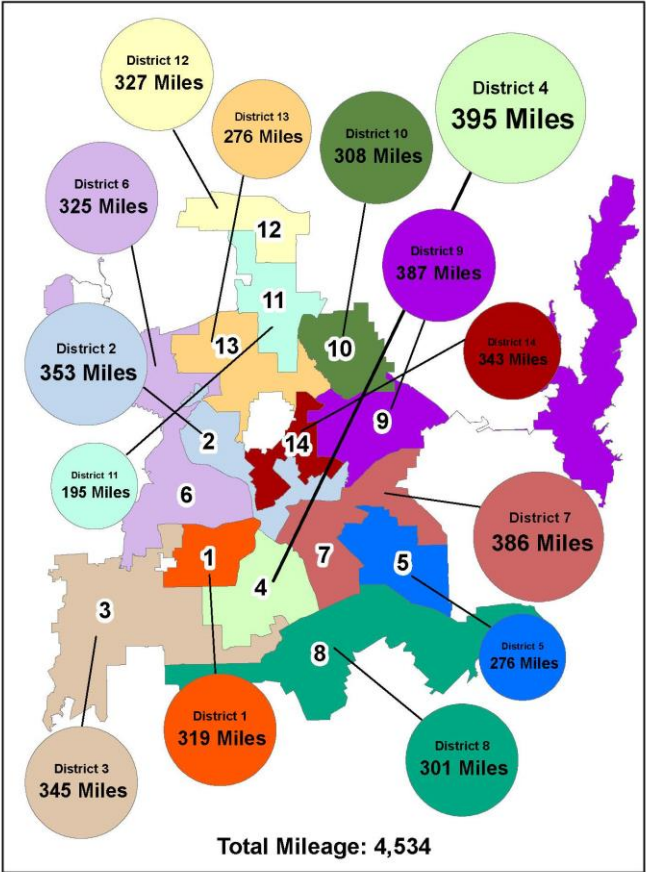 District 12
327 Miles
District 13
276 Miles
District 10
308 Miles
District 4
395 Miles
District 6
325 Miles
District 9
387 Miles
District 2
353 Miles
District 14
343 Miles
District 11
195 Miles
District 7
386 Miles
District 5
276 Miles
District 1
319 Miles
District 8
301 Miles
District 3
345 Miles
12
11
13
10
9
2
14
6
1
7
5
4
3
8
Total Mileage: 4,534